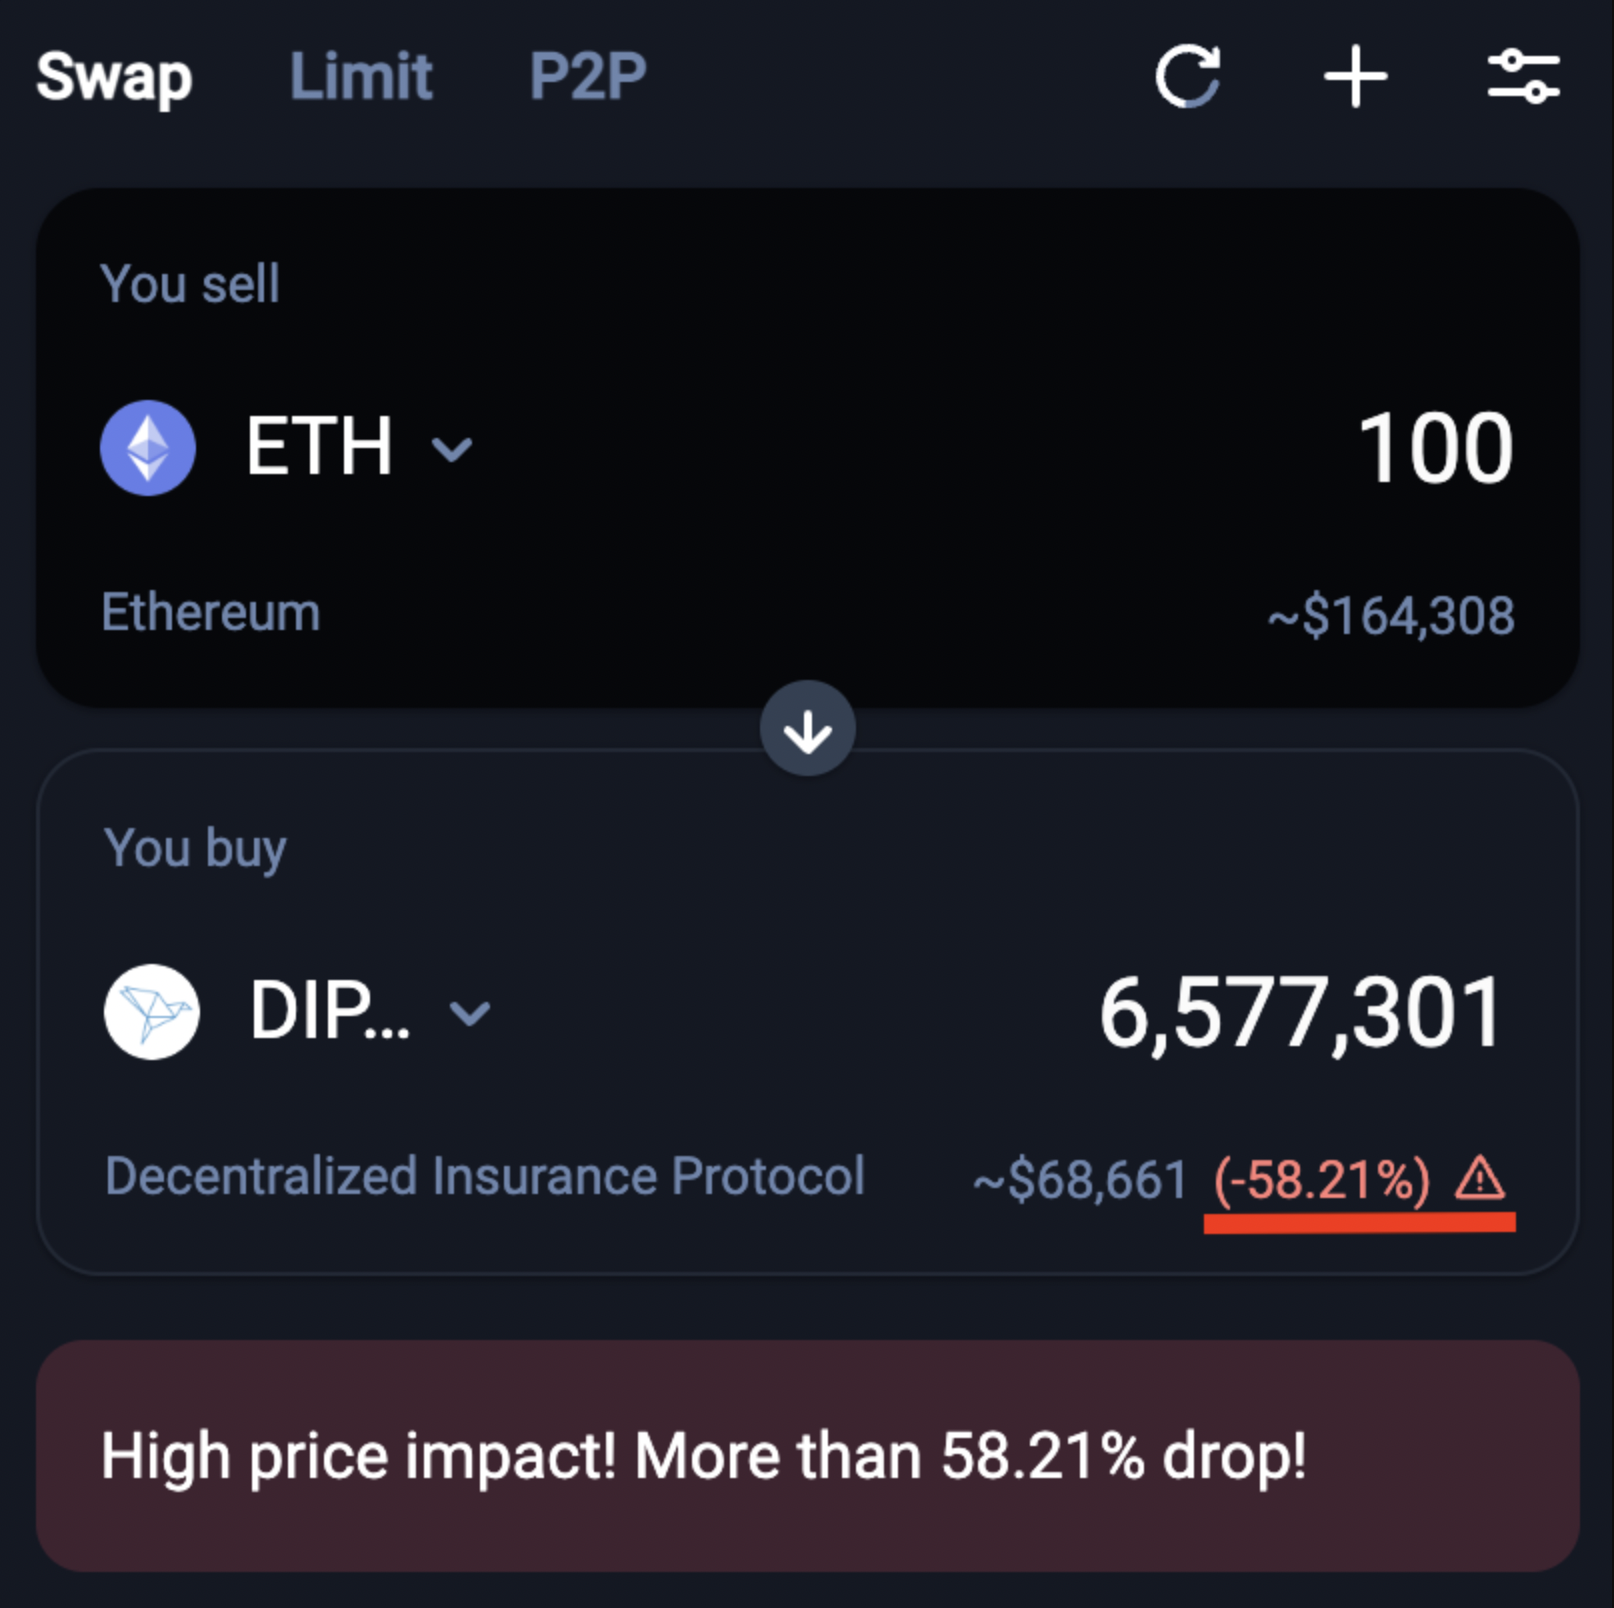 Swap Limit P2P
You sell
ETH 100
Ethereum ~$164,308
You buy
DIP... 6,577,301
Decentralized Insurance Protocol ~$68,661 (-58.21%)
High price impact! More than 58.21% drop!